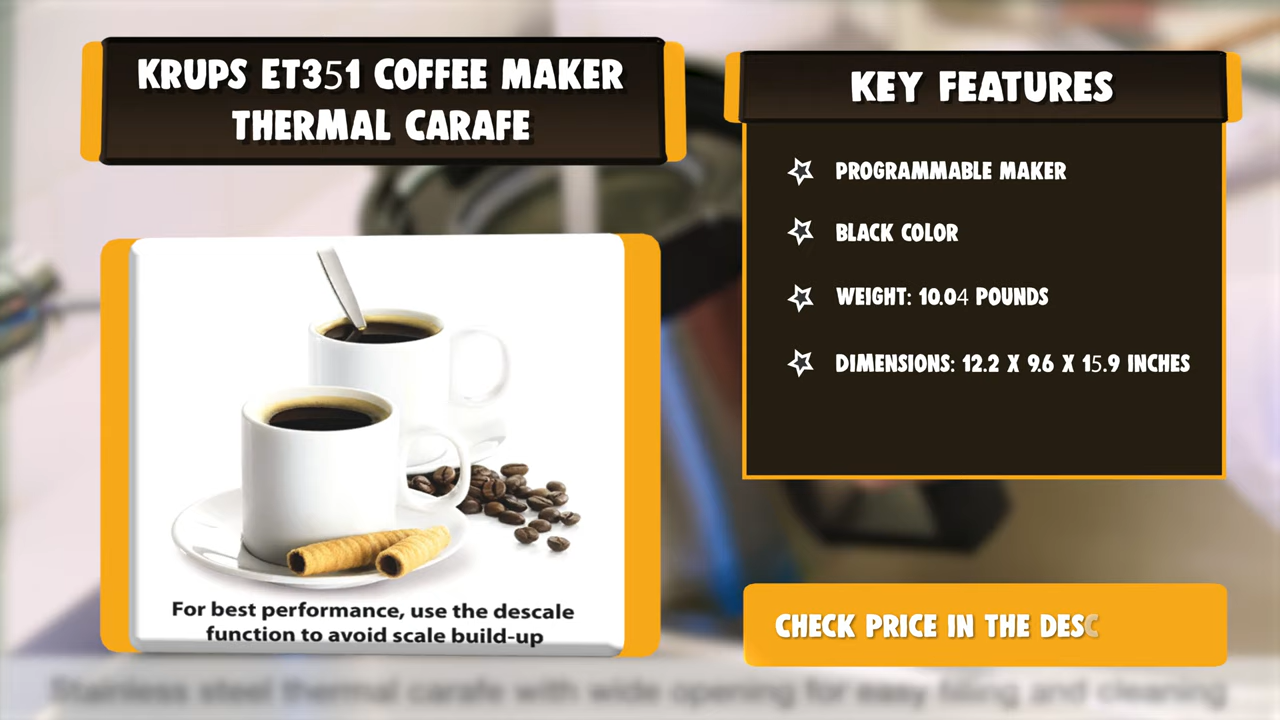 KRUPS ET351 COFFEE MAKER
THERMAL CARAFE
KEY FEATURES
PROGRAMMABLE MAKER
BLACK COLOR
WEIGHT: 10.04 POUNDS
DIMENSIONS: 12.2 X 9.6 X 15.9 INCHES
For best performance, use the descale
function to avoid scale build-up
CHECK PRICE IN THE DESC
Stainless steel thermal carafe with wide opening for easy filling and cleaning